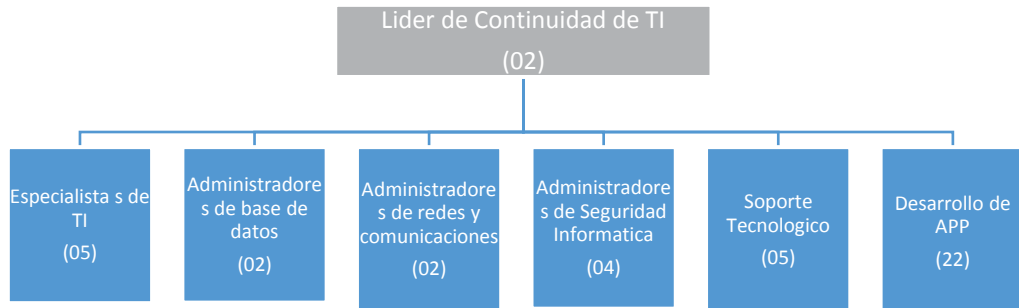 Lider de Continuidad de TI
(02)
Especialista s de
TI
(05)
Administradore
s de base de
datos
(02)
Administradore
s de redes y
comunicaciones
(02)
Administradore
s de Seguridad
Informatica
(04)
Soporte
Tecnologico
(05)
Desarrollo de
APP
(22)